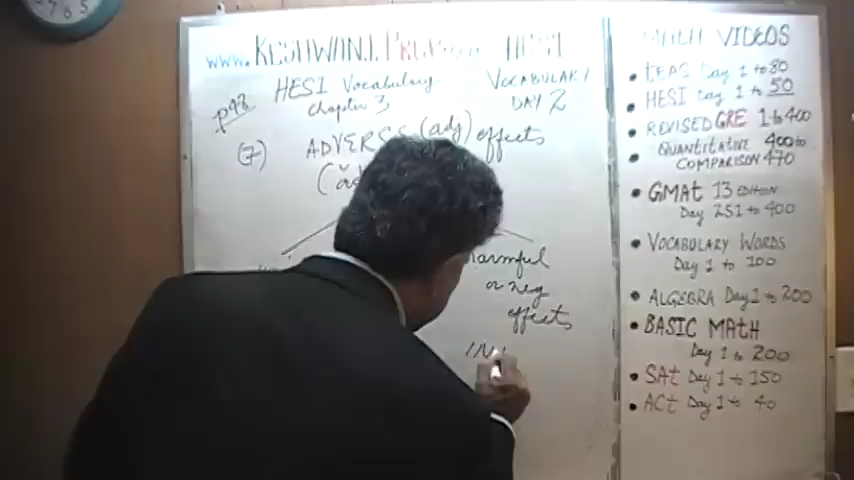 www. KESHWANI HESI
HESI Vocabulary
chapter 3
VOCABULARY
DAY 2
p98
(7) ADVERSE (adj) effects
harmful
or neg
effects
MATH VIDEOS
TEAS Day 1 to 80
HESI Day 1 to 50
REVISED GRE 1 to 400
QUANTITATIVE 400 to
COMPARISON 470
GMAT 13 EDITION
Day 251 to 400
VOCABULARY WORDS
Day 1 to 100
ALGEBRA Day 1 to 200
BASIC MATH
Day 1 to 200
SAT Day 1 to 150
ACT Day 1 to 40